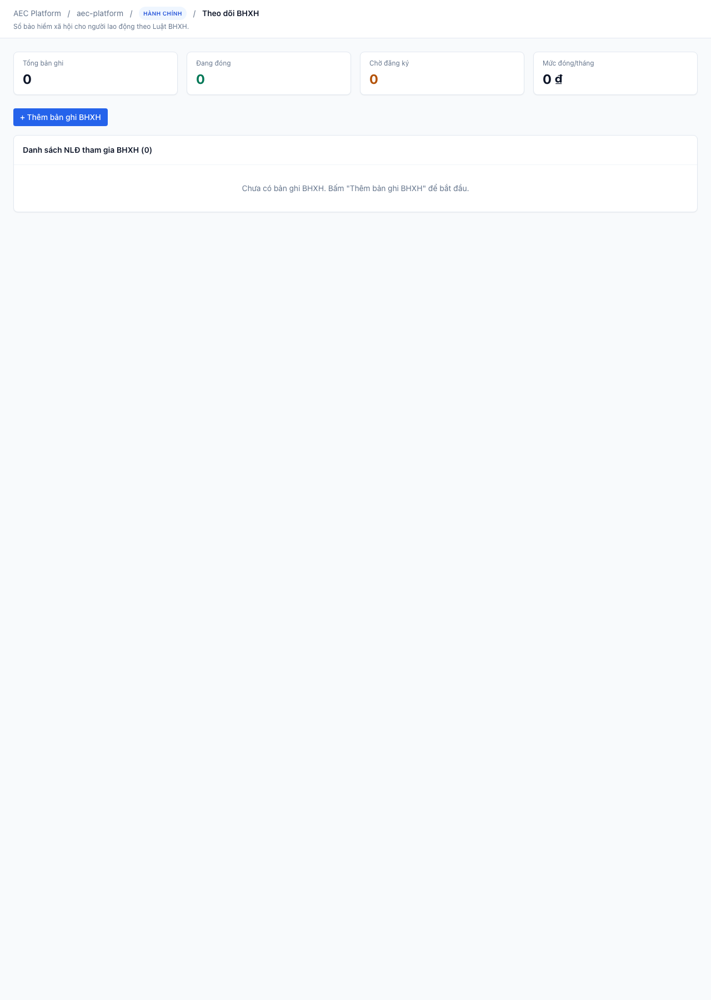 AEC Platform / aec-platform / HÀNH CHÍNH / Theo dõi BHXH
Sổ bảo hiểm xã hội cho người lao động theo Luật BHXH.
Tổng bản ghi
0
Đang đóng
0
Chờ đăng ký
0
Mức đóng/tháng
0 ₫
+ Thêm bản ghi BHXH
Danh sách NLĐ tham gia BHXH (0)
Chưa có bản ghi BHXH. Bấm "Thêm bản ghi BHXH" để bắt đầu.